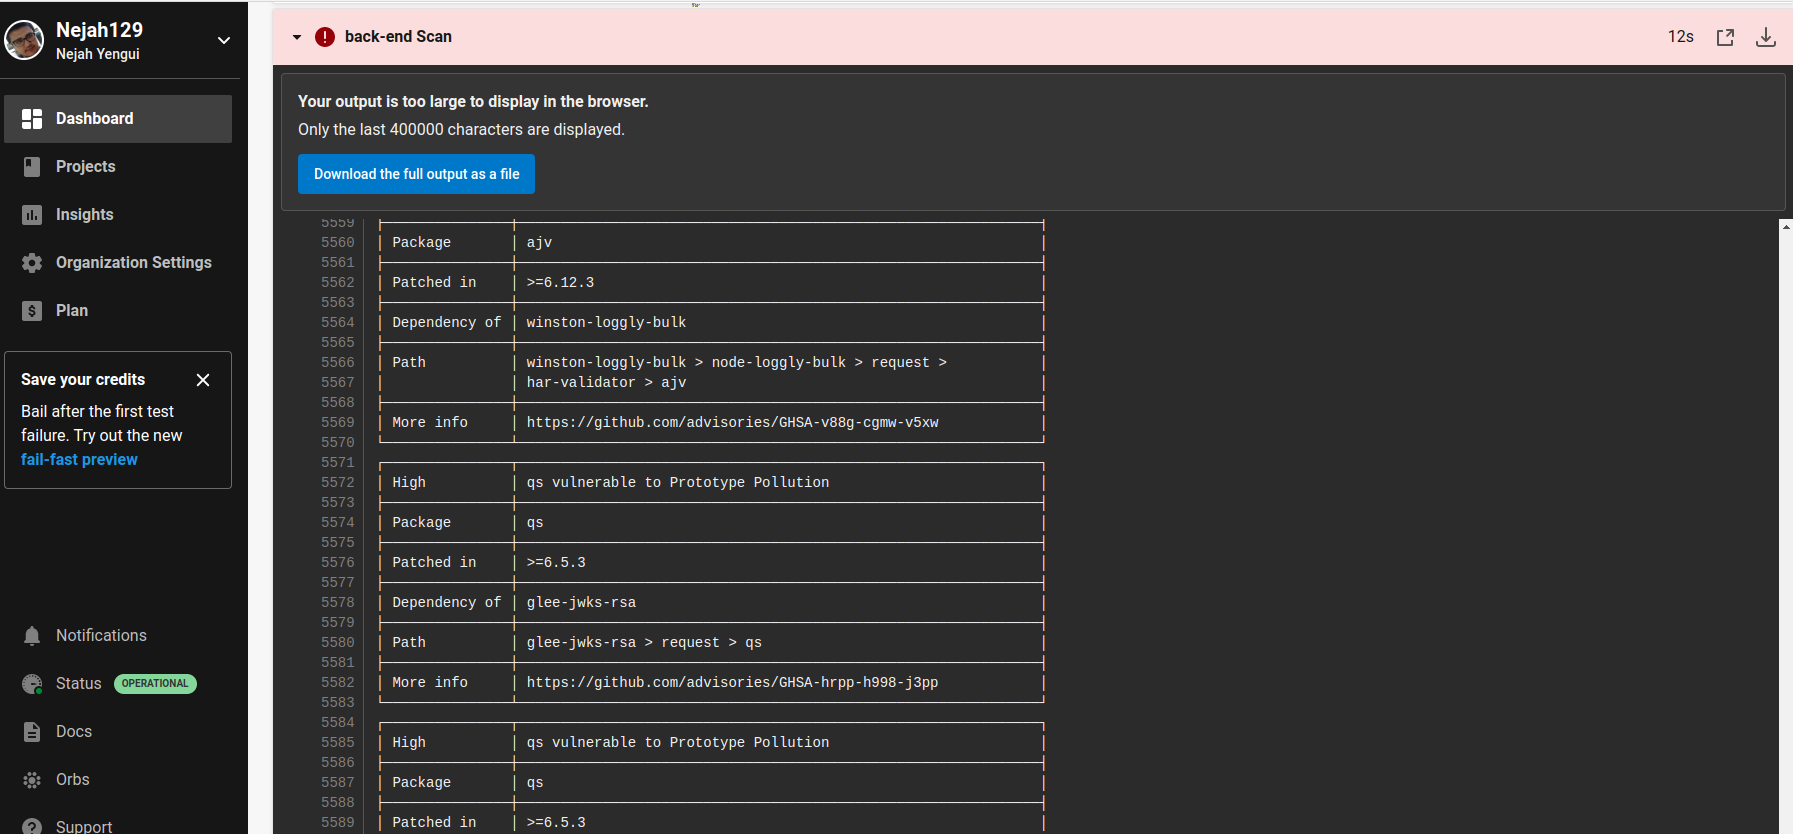 Nejah129
Nejah Yengui
Dashboard
Projects
Insights
Organization Settings
Plan
Save your credits
Bail after the first test
failure. Try out the new
fail-fast preview
Notifications
Status OPERATIONAL
Docs
Orbs
Support
back-end Scan 12s
Your output is too large to display in the browser.
Only the last 400000 characters are displayed.
Download the full output as a file
5559
5560 Package ajv
5561
5562 Patched in >=6.12.3
5563
5564 Dependency of winston-loggly-bulk
5565
5566 Path winston-loggly-bulk > node-loggly-bulk > request >
5567 har-validator > ajv
5568
5569 More info https://github.com/advisories/GHSA-v88g-cgmw-v5xw
5570
5571
5572 High qs vulnerable to Prototype Pollution
5573
5574 Package qs
5575
5576 Patched in >=6.5.3
5577
5578 Dependency of glee-jwks-rsa
5579
5580 Path glee-jwks-rsa > request > qs
5581
5582 More info https://github.com/advisories/GHSA-hrpp-h998-j3pp
5583
5584
5585 High qs vulnerable to Prototype Pollution
5586
5587 Package qs
5588
5589 Patched in >=6.5.3